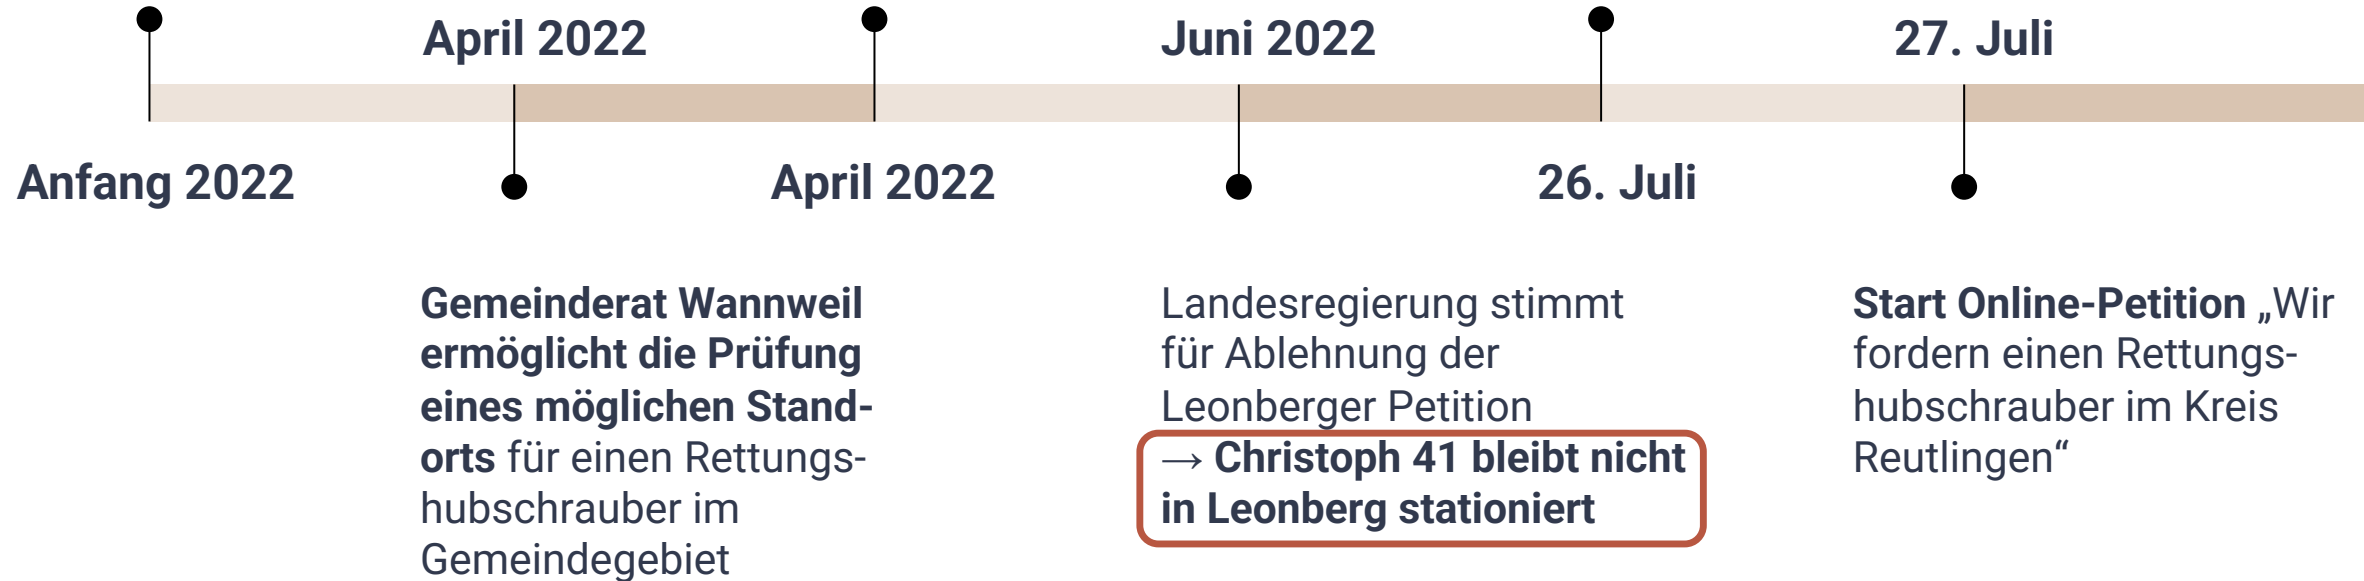 April 2022
Juni 2022
27. Juli
Anfang 2022
April 2022
26. Juli
Gemeinderat Wannweil
ermöglicht die Prüfung
eines möglichen Stand-
orts für einen Rettungs-
hubschrauber im
Gemeindegebiet
Landesregierung stimmt
für Ablehnung der
Leonberger Petition
→ Christoph 41 bleibt nicht
in Leonberg stationiert
Start Online-Petition „Wir
fordern einen Rettungs-
hubschrauber im Kreis
Reutlingen“